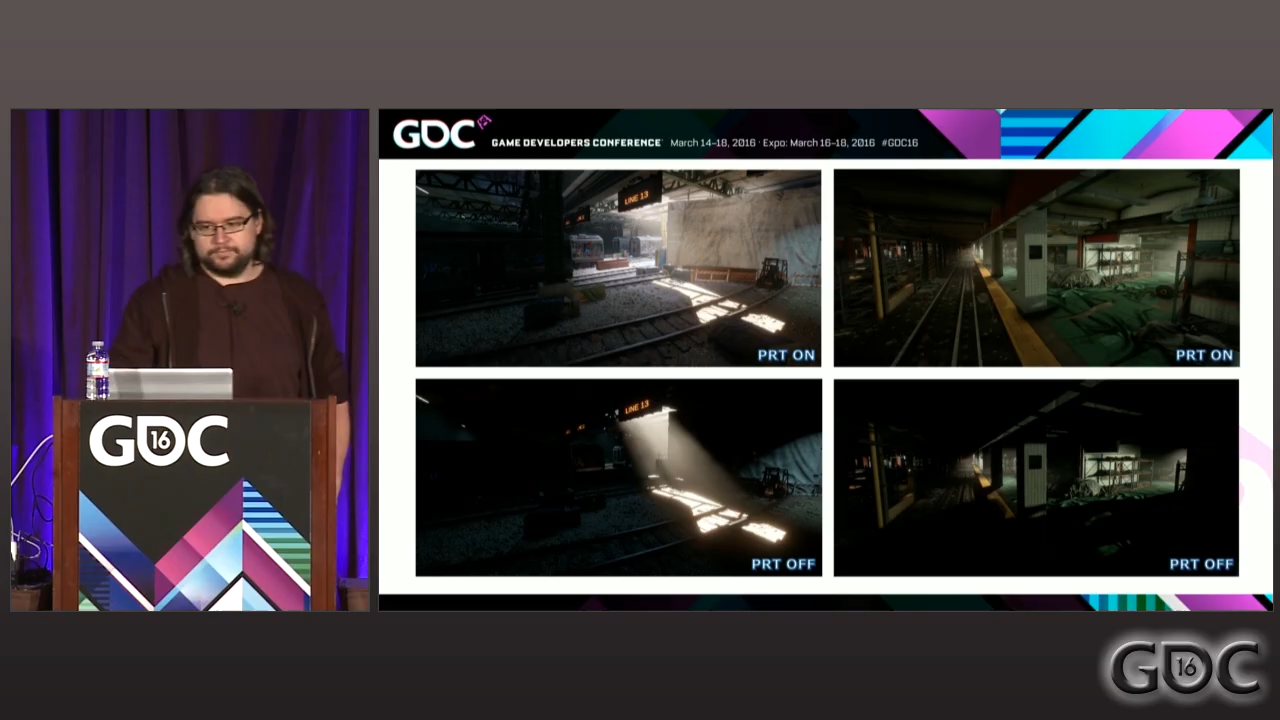 GDC
GAME DEVELOPERS CONFERENCE March 14–18, 2016 · Expo: March 16–18, 2016 #GDC16
LINE 13
PRT ON
PRT ON
LINE 13
PRT OFF
PRT OFF
GDC
16
GDC
16